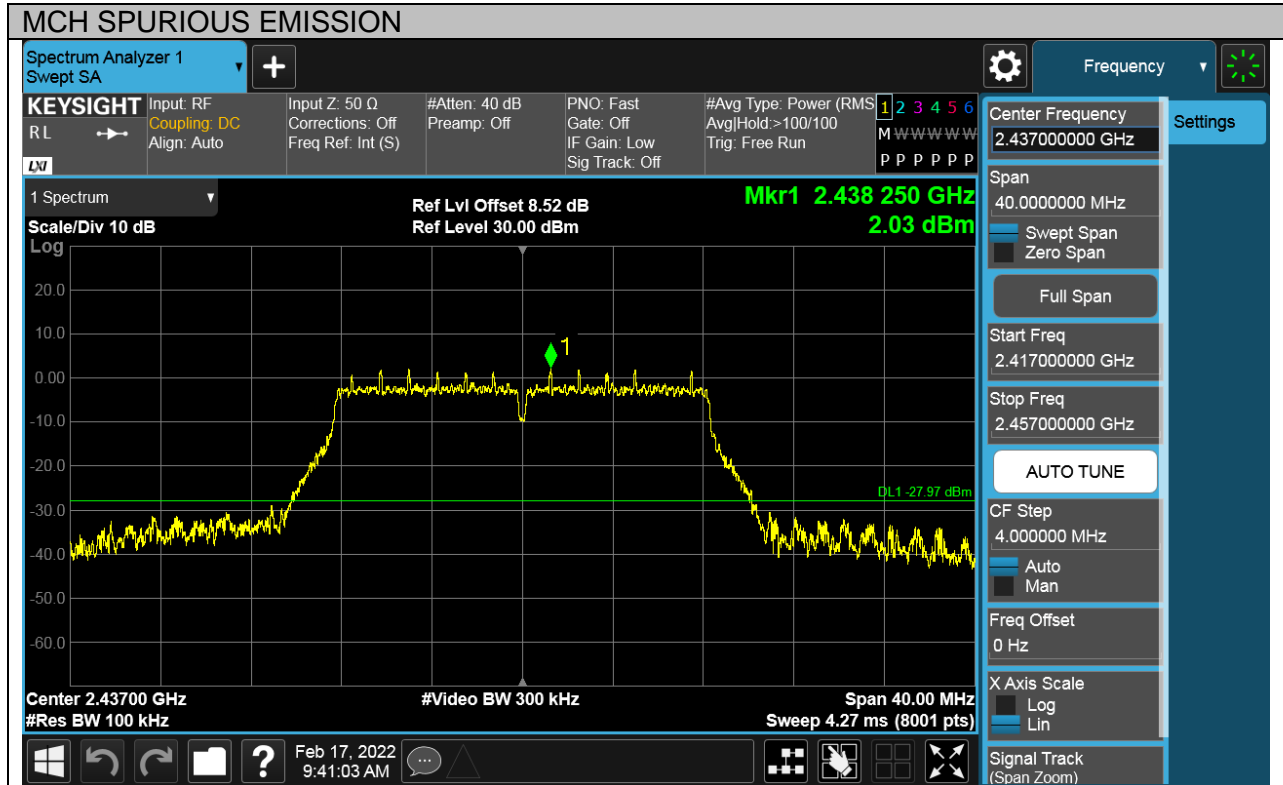 MCH SPURIOUS EMISSION
Spectrum Analyzer 1
Swept SA
+
Frequency
KEYSIGHT
R L
LXI
Input: RF
Coupling: DC
Align: Auto
Input Z: 50 Ω
Corrections: Off
Freq Ref: Int (S)
#Atten: 40 dB
Preamp: Off
PNO: Fast
Gate: Off
IF Gain: Low
Sig Track: Off
#Avg Type: Power (RMS
Avg|Hold:>100/100
Trig: Free Run
1 2 3 4 5 6
M W W W W W
P P P P P P
1 Spectrum
Scale/Div 10 dB
Log
Ref Lvl Offset 8.52 dB
Ref Level 30.00 dBm
Mkr1 2.438 250 GHz
2.03 dBm
20.0
10.0
0.00
-10.0
-20.0
-30.0
-40.0
-50.0
-60.0
1
DL1 -27.97 dBm
Center 2.43700 GHz
#Res BW 100 kHz
#Video BW 300 kHz
Span 40.00 MHz
Sweep 4.27 ms (8001 pts)
Center Frequency
2.437000000 GHz
Settings
Span
40.0000000 MHz
Swept Span
Zero Span
Full Span
Start Freq
2.417000000 GHz
Stop Freq
2.457000000 GHz
AUTO TUNE
CF Step
4.000000 MHz
Auto
Man
Freq Offset
0 Hz
X Axis Scale
Log
Lin
Signal Track
(Span Zoom)
?
Feb 17, 2022
9:41:03 AM